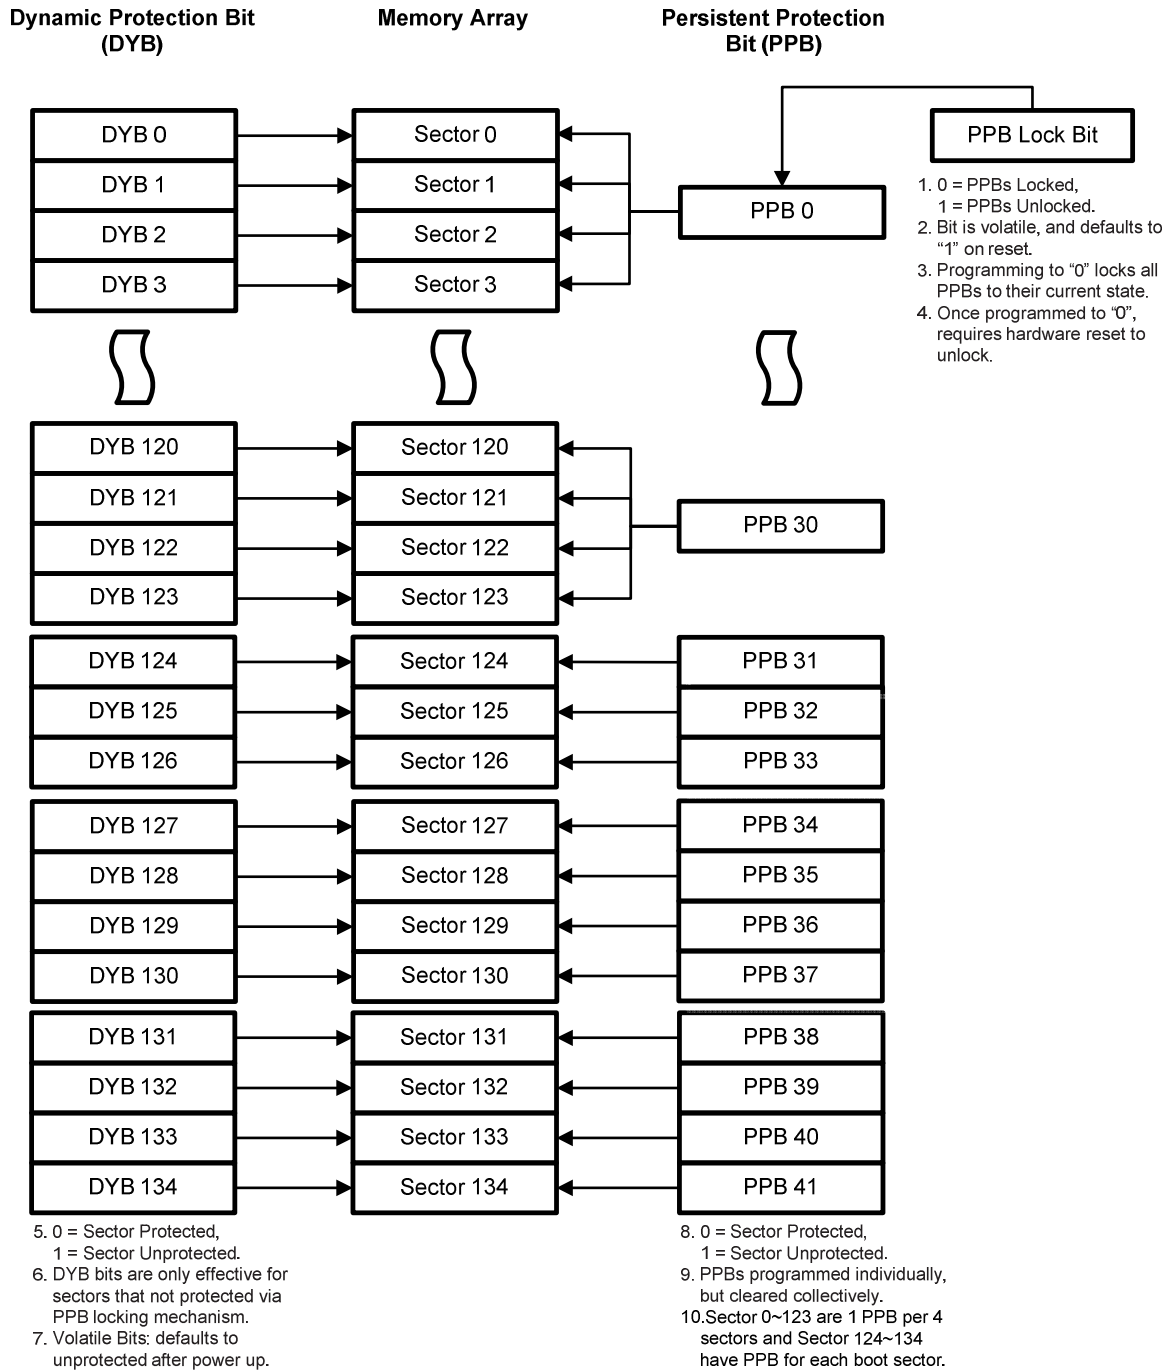 Dynamic Protection Bit
(DYB)
Memory Array
Persistent Protection
Bit (PPB)
DYB 0
Sector 0
DYB 1
Sector 1
DYB 2
Sector 2
DYB 3
Sector 3
PPB 0
PPB Lock Bit
1. 0 = PPBs Locked,
1 = PPBs Unlocked.
2. Bit is volatile, and defaults to
“1” on reset.
3. Programming to “0” locks all
PPBs to their current state.
4. Once programmed to “0”,
requires hardware reset to
unlock.
DYB 120
Sector 120
DYB 121
Sector 121
DYB 122
Sector 122
DYB 123
Sector 123
PPB 30
DYB 124
Sector 124
PPB 31
DYB 125
Sector 125
PPB 32
DYB 126
Sector 126
PPB 33
DYB 127
Sector 127
PPB 34
DYB 128
Sector 128
PPB 35
DYB 129
Sector 129
PPB 36
DYB 130
Sector 130
PPB 37
DYB 131
Sector 131
PPB 38
DYB 132
Sector 132
PPB 39
DYB 133
Sector 133
PPB 40
DYB 134
Sector 134
PPB 41
5. 0 = Sector Protected,
1 = Sector Unprotected.
6. DYB bits are only effective for
sectors that not protected via
PPB locking mechanism.
7. Volatile Bits: defaults to
unprotected after power up.
8. 0 = Sector Protected,
1 = Sector Unprotected.
9. PPBs programmed individually,
but cleared collectively.
10.Sector 0~123 are 1 PPB per 4
sectors and Sector 124~134
have PPB for each boot sector.